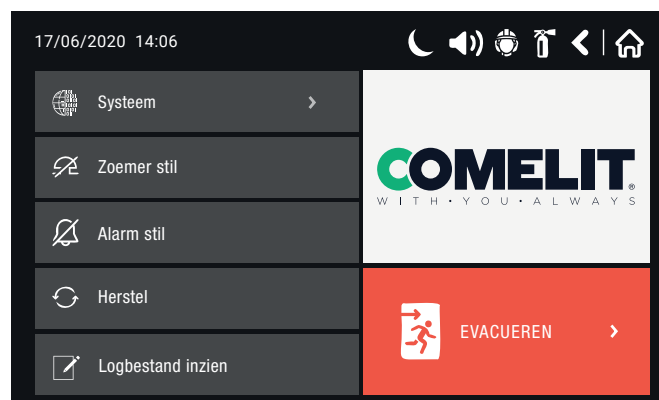 17/06/2020 14:06
Systeem
Zoemer stil
Alarm stil
Herstel
Logbestand inzien
COMELIT®
WITH·YOU·ALWAYS
EVACUEREN